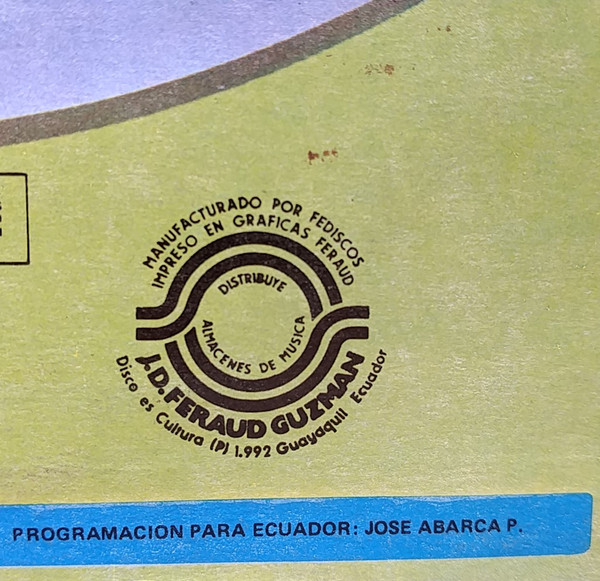 MANUFACTURADO POR FEDISCOS
IMPRESO EN GRAFICAS FERAUD
DISTRIBUYE
ALMACENES DE MUSICA
J.D. FERAUD GUZMAN
Disco es Cultura (P) 1.992 Guayaquil Ecuador
PROGRAMACION PARA ECUADOR: JOSE ABARCA P.